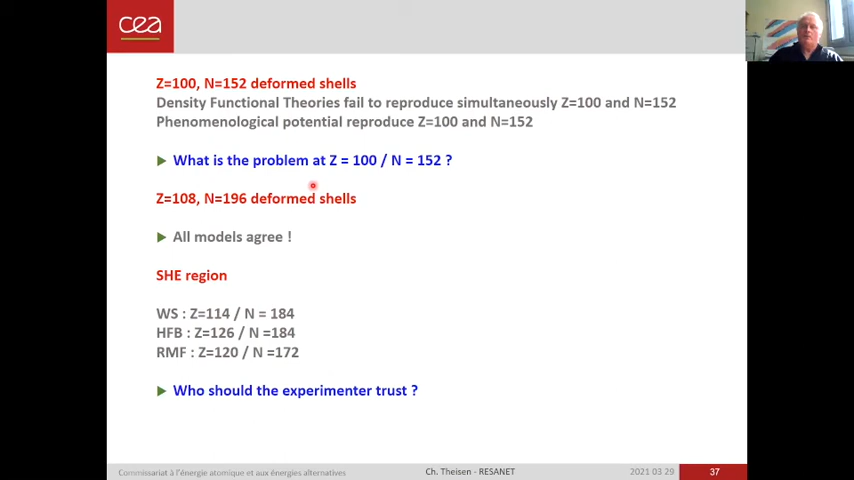 cea
Z=100, N=152 deformed shells
Density Functional Theories fail to reproduce simultaneously Z=100 and N=152
Phenomenological potential reproduce Z=100 and N=152
What is the problem at Z = 100 / N = 152 ?
Z=108, N=196 deformed shells
All models agree !
SHE region
WS : Z=114 / N = 184
HFB : Z=126 / N =184
RMF : Z=120 / N =172
Who should the experimenter trust ?
Commissariat à l'énergie atomique et aux énergies alternatives
Ch. Theisen - RESANET
2021 03 29
37